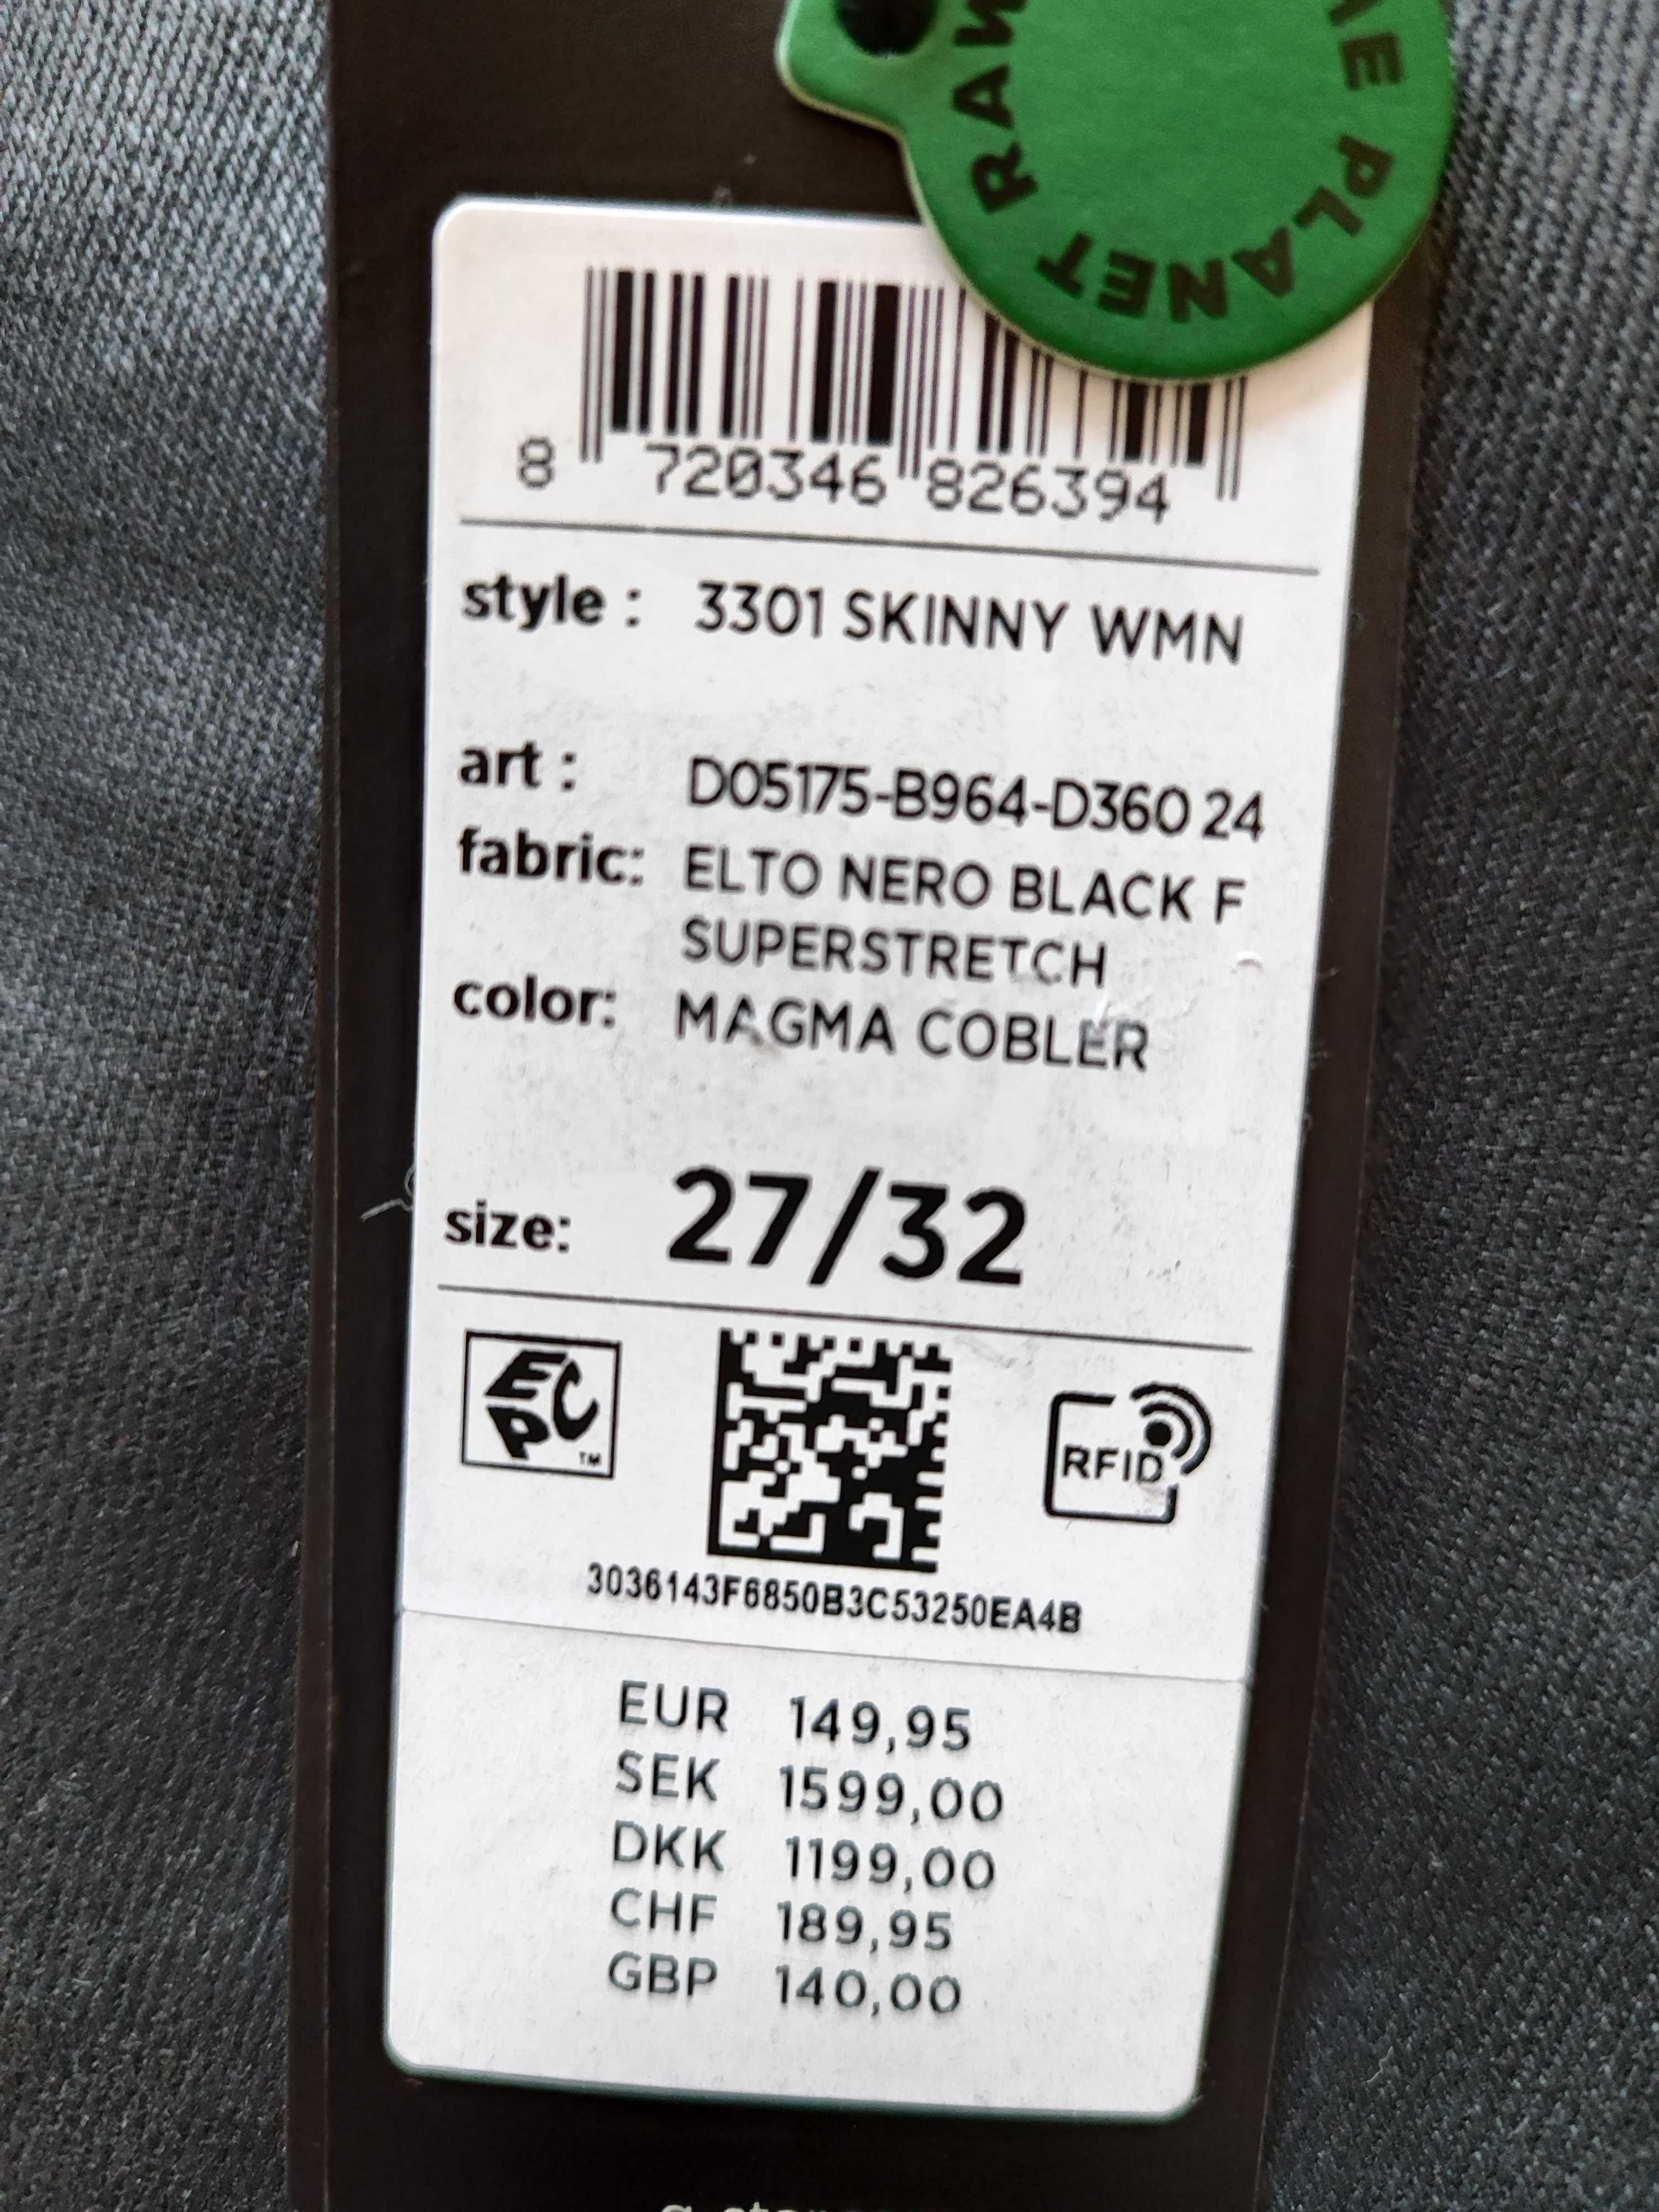 RAW
PLANET
8 720346 826394
style : 3301 SKINNY WMN
art : D05175-B964-D360 24
fabric: ELTO NERO BLACK F
SUPERSTRETCH
color: MAGMA COBLER
size: 27/32
EPC™
RFID
3036143F6850B3C53250EA4B
EUR 149,95
SEK 1599,00
DKK 1199,00
CHF 189,95
GBP 140,00